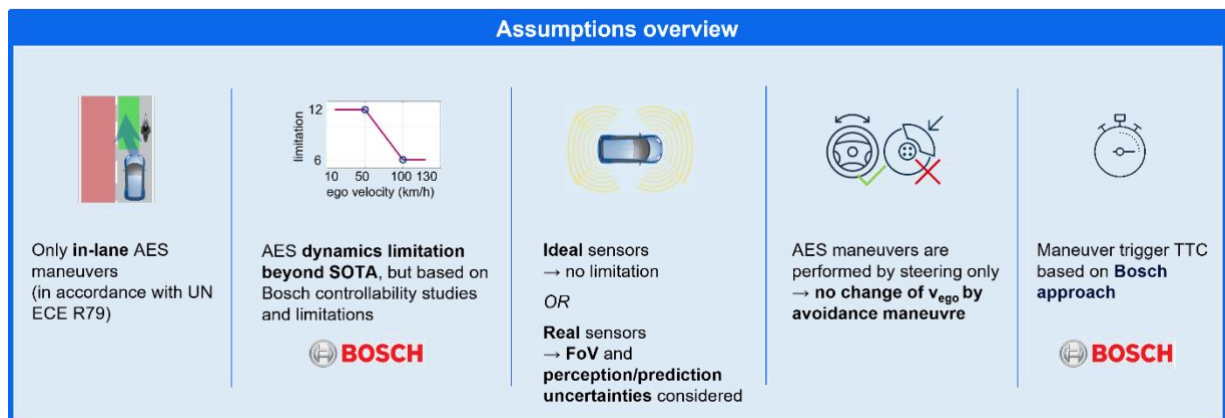 Assumptions overview
Only in-lane AES
maneuvers
(in accordance with UN
ECE R79)
limitation
12
6
10 50 100 130
ego velocity (km/h)
AES dynamics limitation
beyond SOTA, but based on
Bosch controllability studies
and limitations
BOSCH
Ideal sensors
→ no limitation
OR
Real sensors
→ FoV and
perception/prediction
uncertainties considered
AES maneuvers are
performed by steering only
→ no change of vego by
avoidance maneuvre
Maneuver trigger TTC
based on Bosch
approach
BOSCH